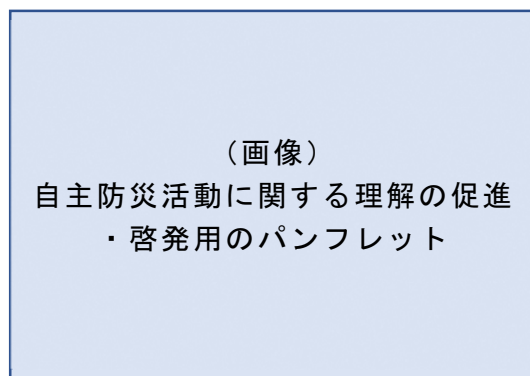 （画像）
自主防災活動に関する理解の促進
・啓発用のパンフレット